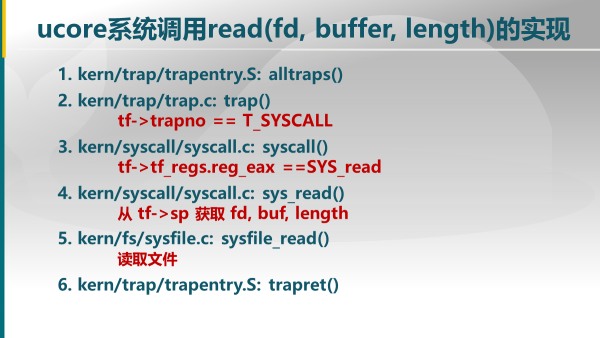 ucore系统调用read(fd, buffer, length)的实现
1. kern/trap/trapentry.S: alltraps()
2. kern/trap/trap.c: trap()
tf->trapno == T_SYSCALL
3. kern/syscall/syscall.c: syscall()
tf->tf_regs.reg_eax ==SYS_read
4. kern/syscall/syscall.c: sys_read()
从 tf->sp 获取 fd, buf, length
5. kern/fs/sysfile.c: sysfile_read()
读取文件
6. kern/trap/trapentry.S: trapret()